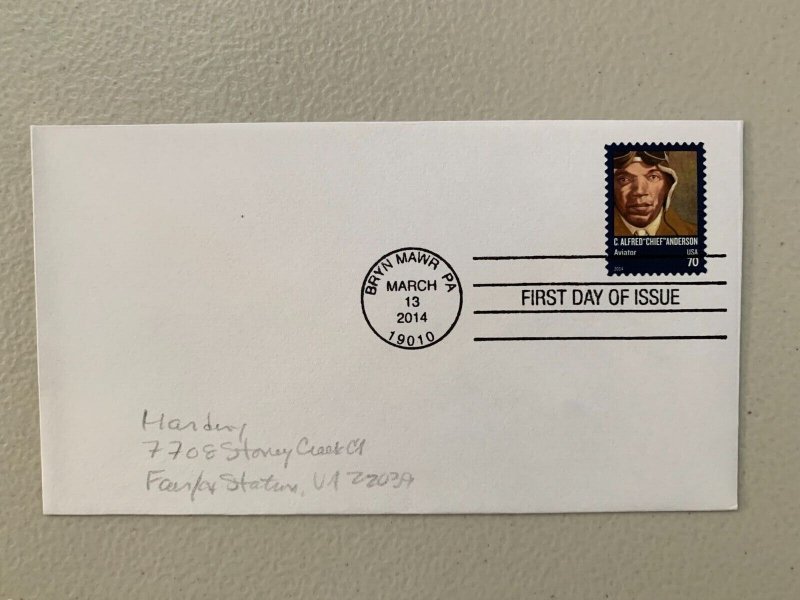 C. ALFRED "CHIEF" ANDERSON
Aviator USA
2014 70
BRYN MAWR PA
MARCH
13
2014
19010
FIRST DAY OF ISSUE
Harding
7708 Stoney Creek Ct
Fairfax Station, VA 22039